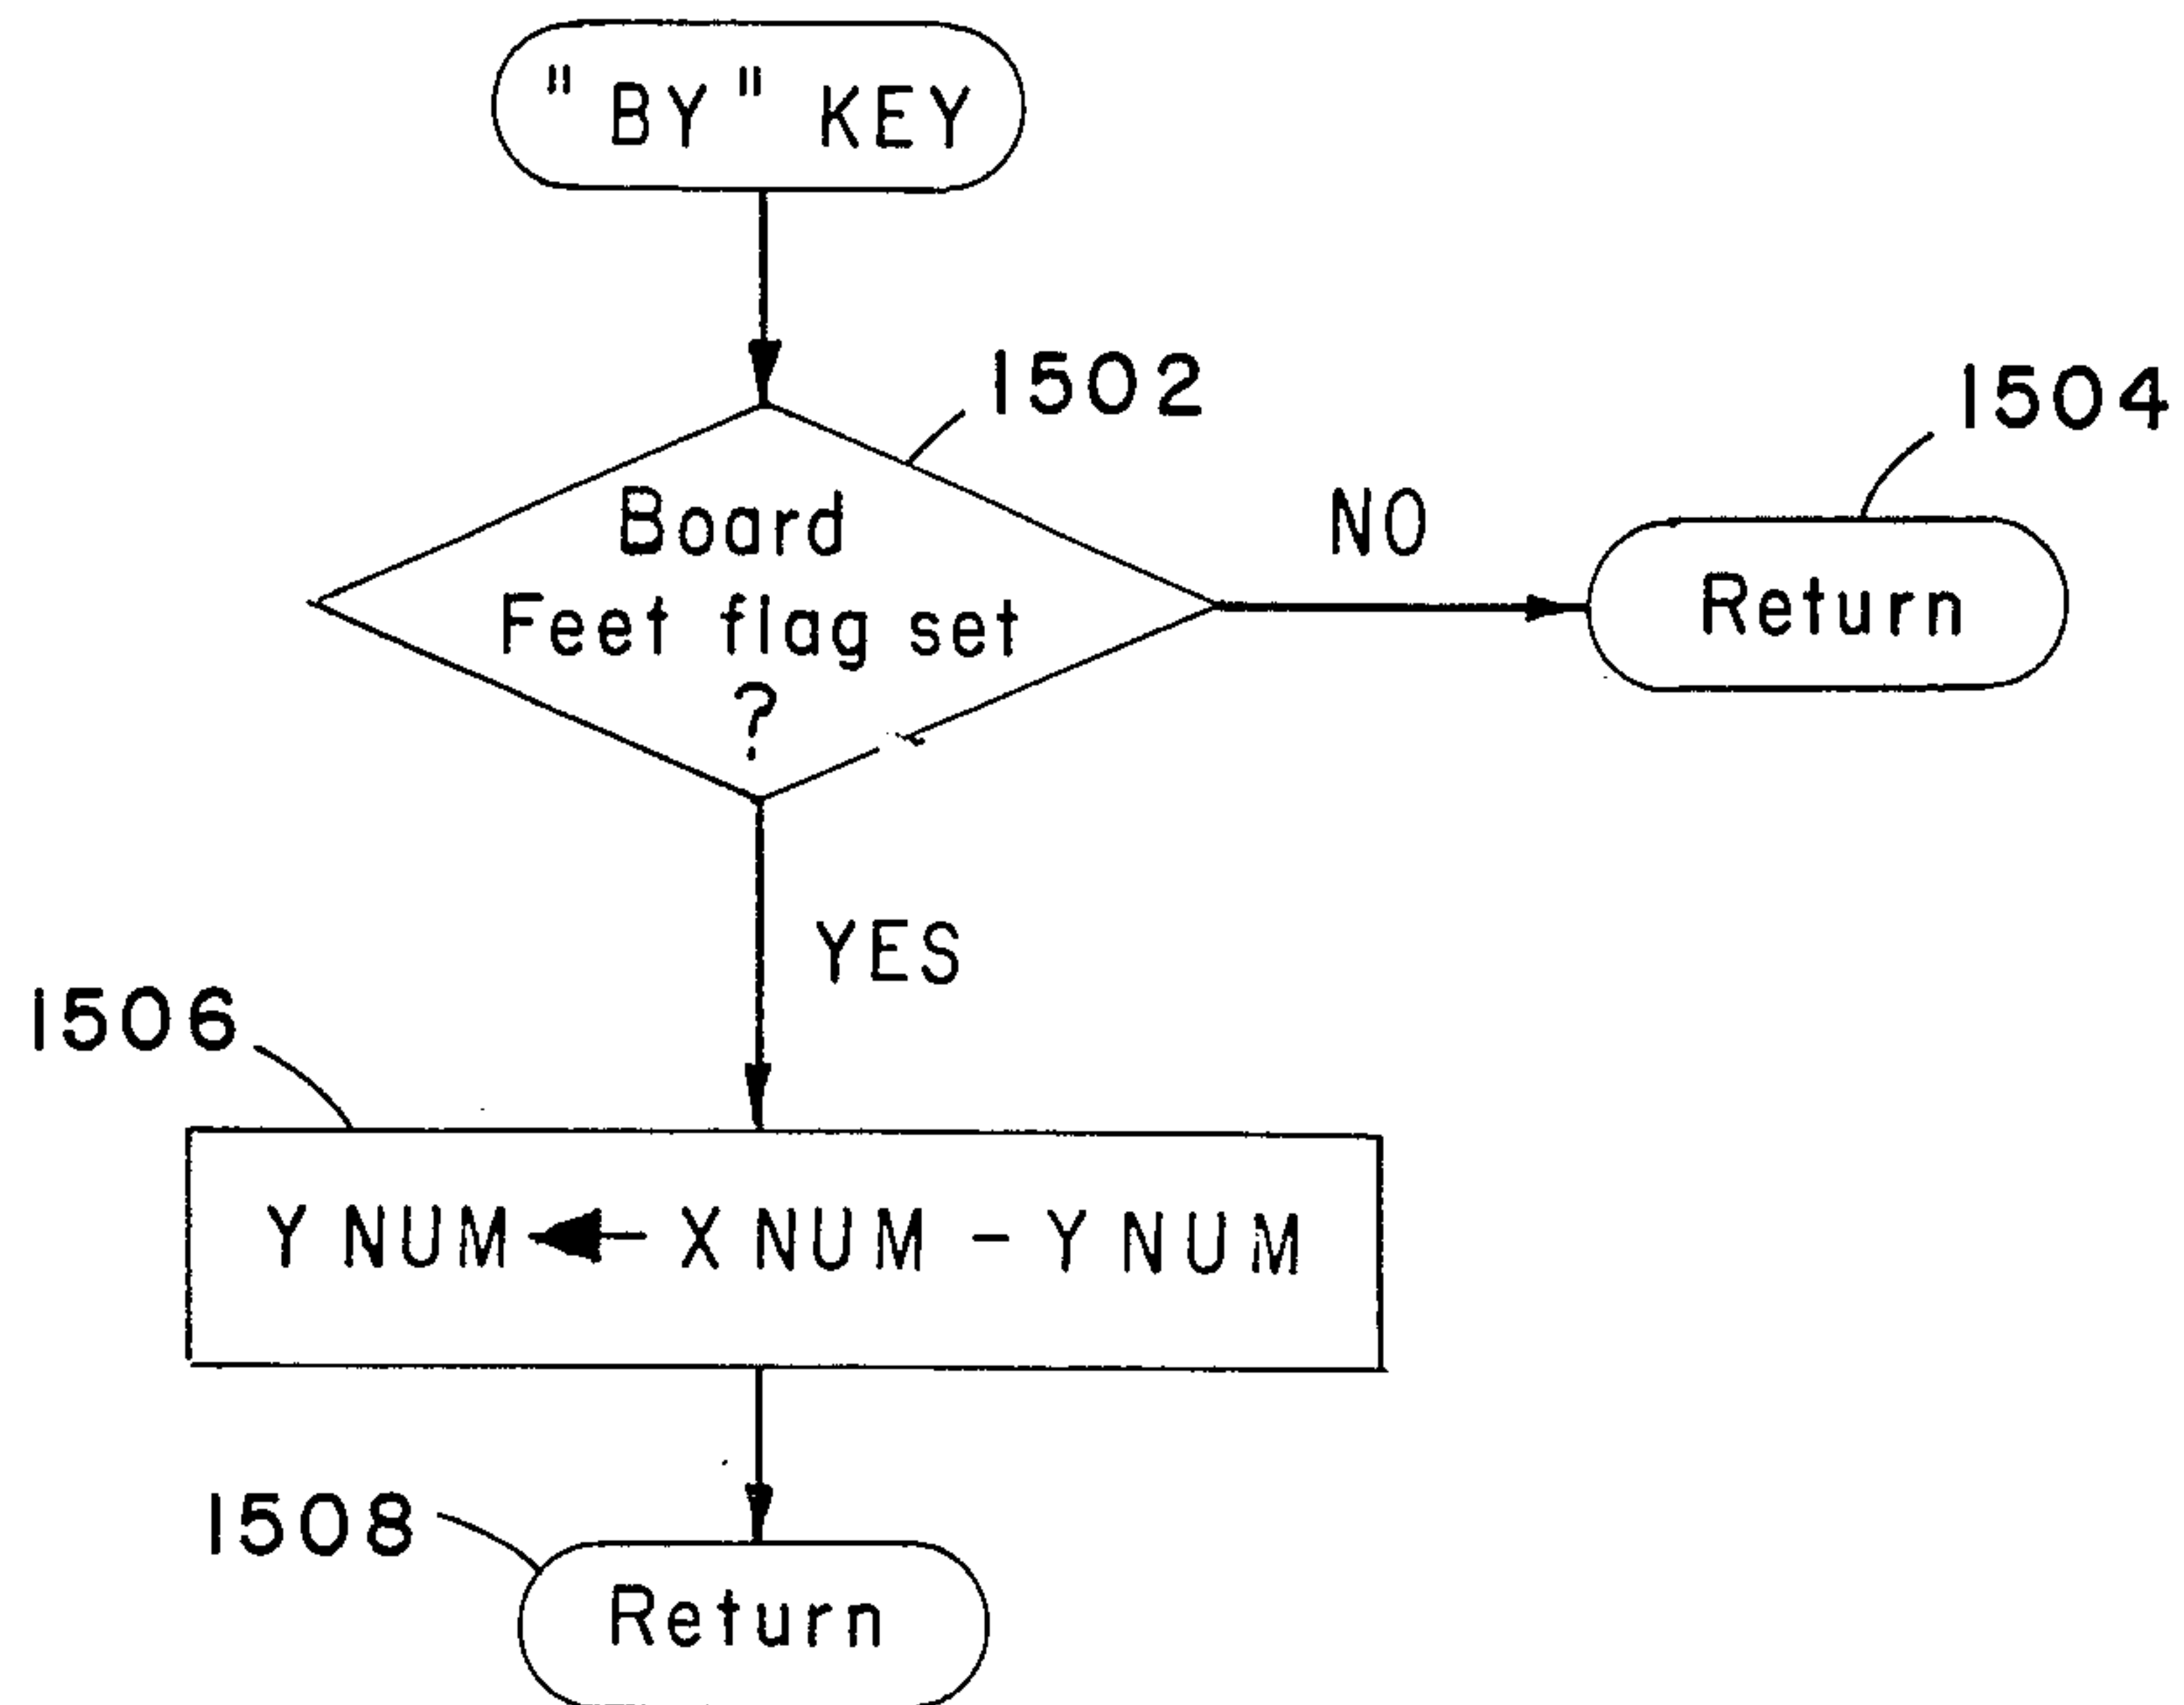 "BY" KEY
1502
1504
Board
Feet flag set
?
NO
Return
YES
1506
Y NUM ← X NUM - Y NUM
1508
Return